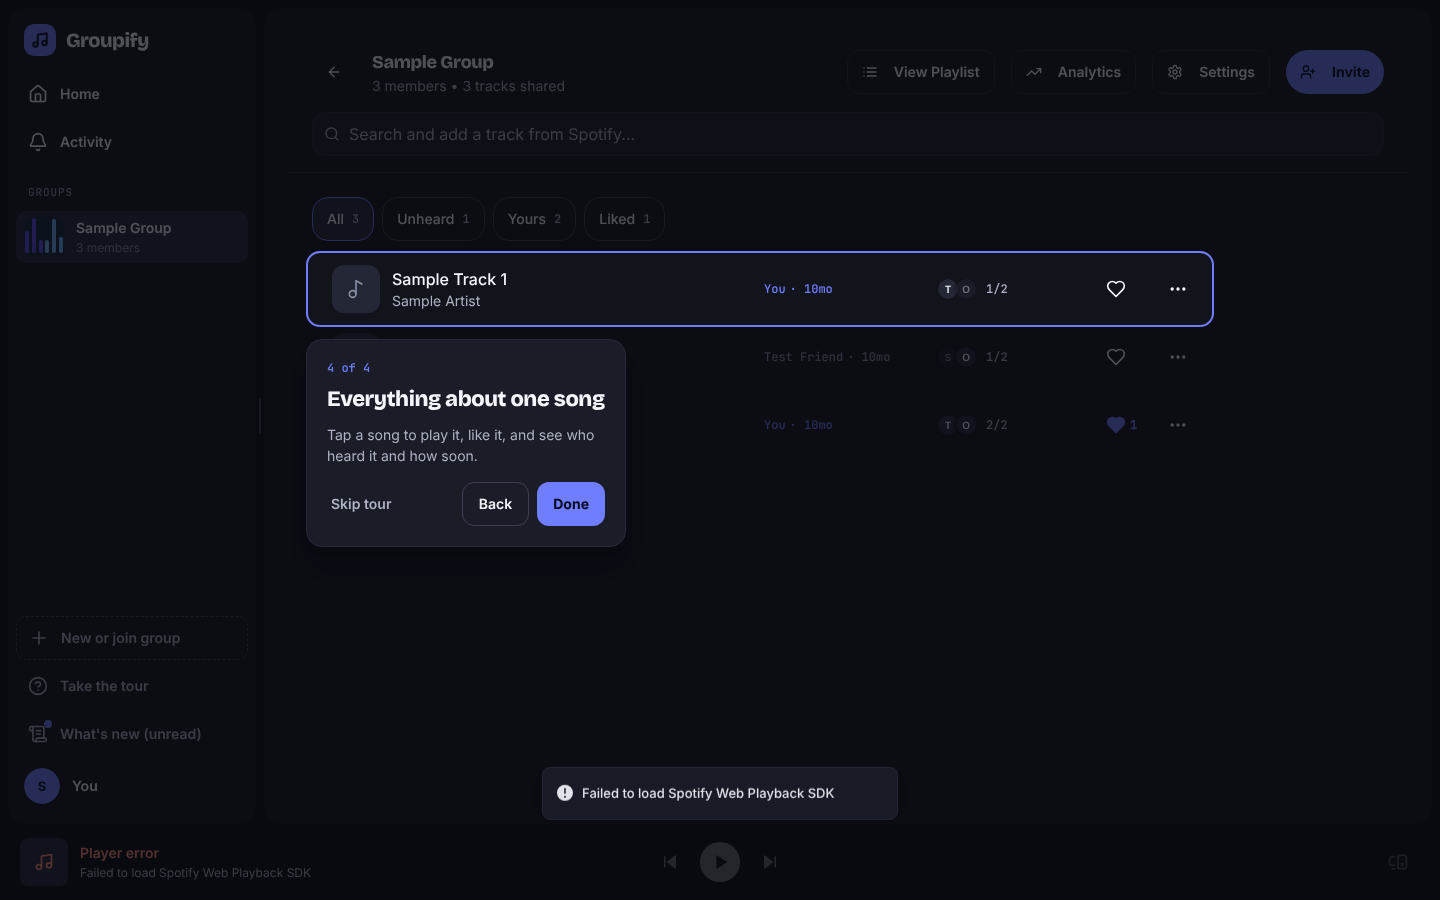 Groupify
Home
Activity
GROUPS
Sample Group
3 members
New or join group
Take the tour
What's new (unread)
S You
Sample Group
3 members • 3 tracks shared
View Playlist
Analytics
Settings
Invite
Search and add a track from Spotify...
All 3
Unheard 1
Yours 2
Liked 1
Sample Track 1
Sample Artist
You · 10mo
T O 1/2
Test Friend · 10mo
S O 1/2
You · 10mo
T O 2/2
1
4 of 4
Everything about one song
Tap a song to play it, like it, and see who
heard it and how soon.
Skip tour
Back
Done
Failed to load Spotify Web Playback SDK
Player error
Failed to load Spotify Web Playback SDK